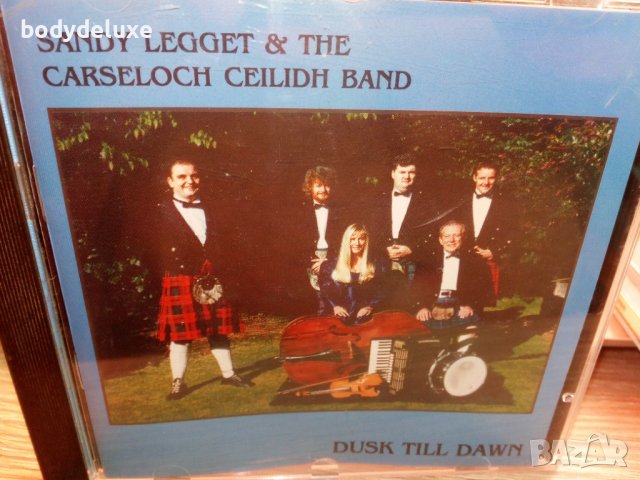 bodydeluxe
SANDY LEGGET & THE
CARSELOCH CEILIDH BAND
DUSK TILL DAWN
BAZAR